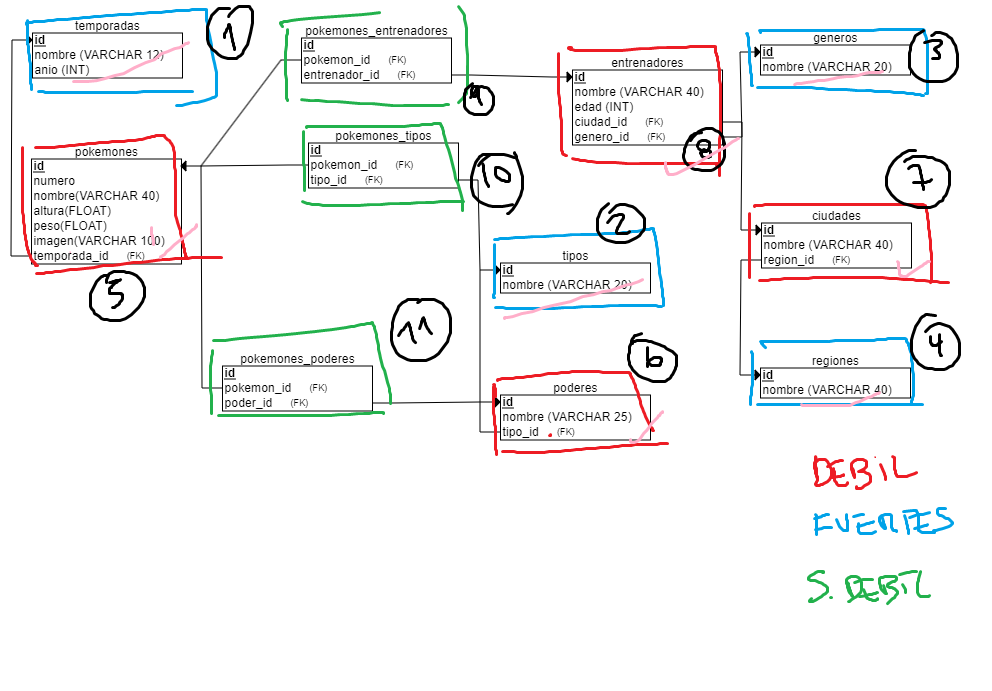 temporadas
id
nombre (VARCHAR 12)
anio (INT)
1
pokemones_entrenadores
id
pokemon_id (FK)
entrenador_id (FK)
9
entrenadores
id
nombre (VARCHAR 40)
edad (INT)
ciudad_id (FK)
genero_id (FK)
8
generos
id
nombre (VARCHAR 20)
3
pokemones
id
numero
nombre(VARCHAR 40)
altura(FLOAT)
peso(FLOAT)
imagen(VARCHAR 100)
temporada_id (FK)
5
pokemones_tipos
id
pokemon_id (FK)
tipo_id (FK)
10
7
ciudades
id
nombre (VARCHAR 40)
region_id (FK)
2
tipos
id
nombre (VARCHAR 20)
11
pokemones_poderes
id
pokemon_id (FK)
poder_id (FK)
6
poderes
id
nombre (VARCHAR 25)
tipo_id (FK)
4
regiones
id
nombre (VARCHAR 40)
DEBIL
FUERTES
S. DEBIL